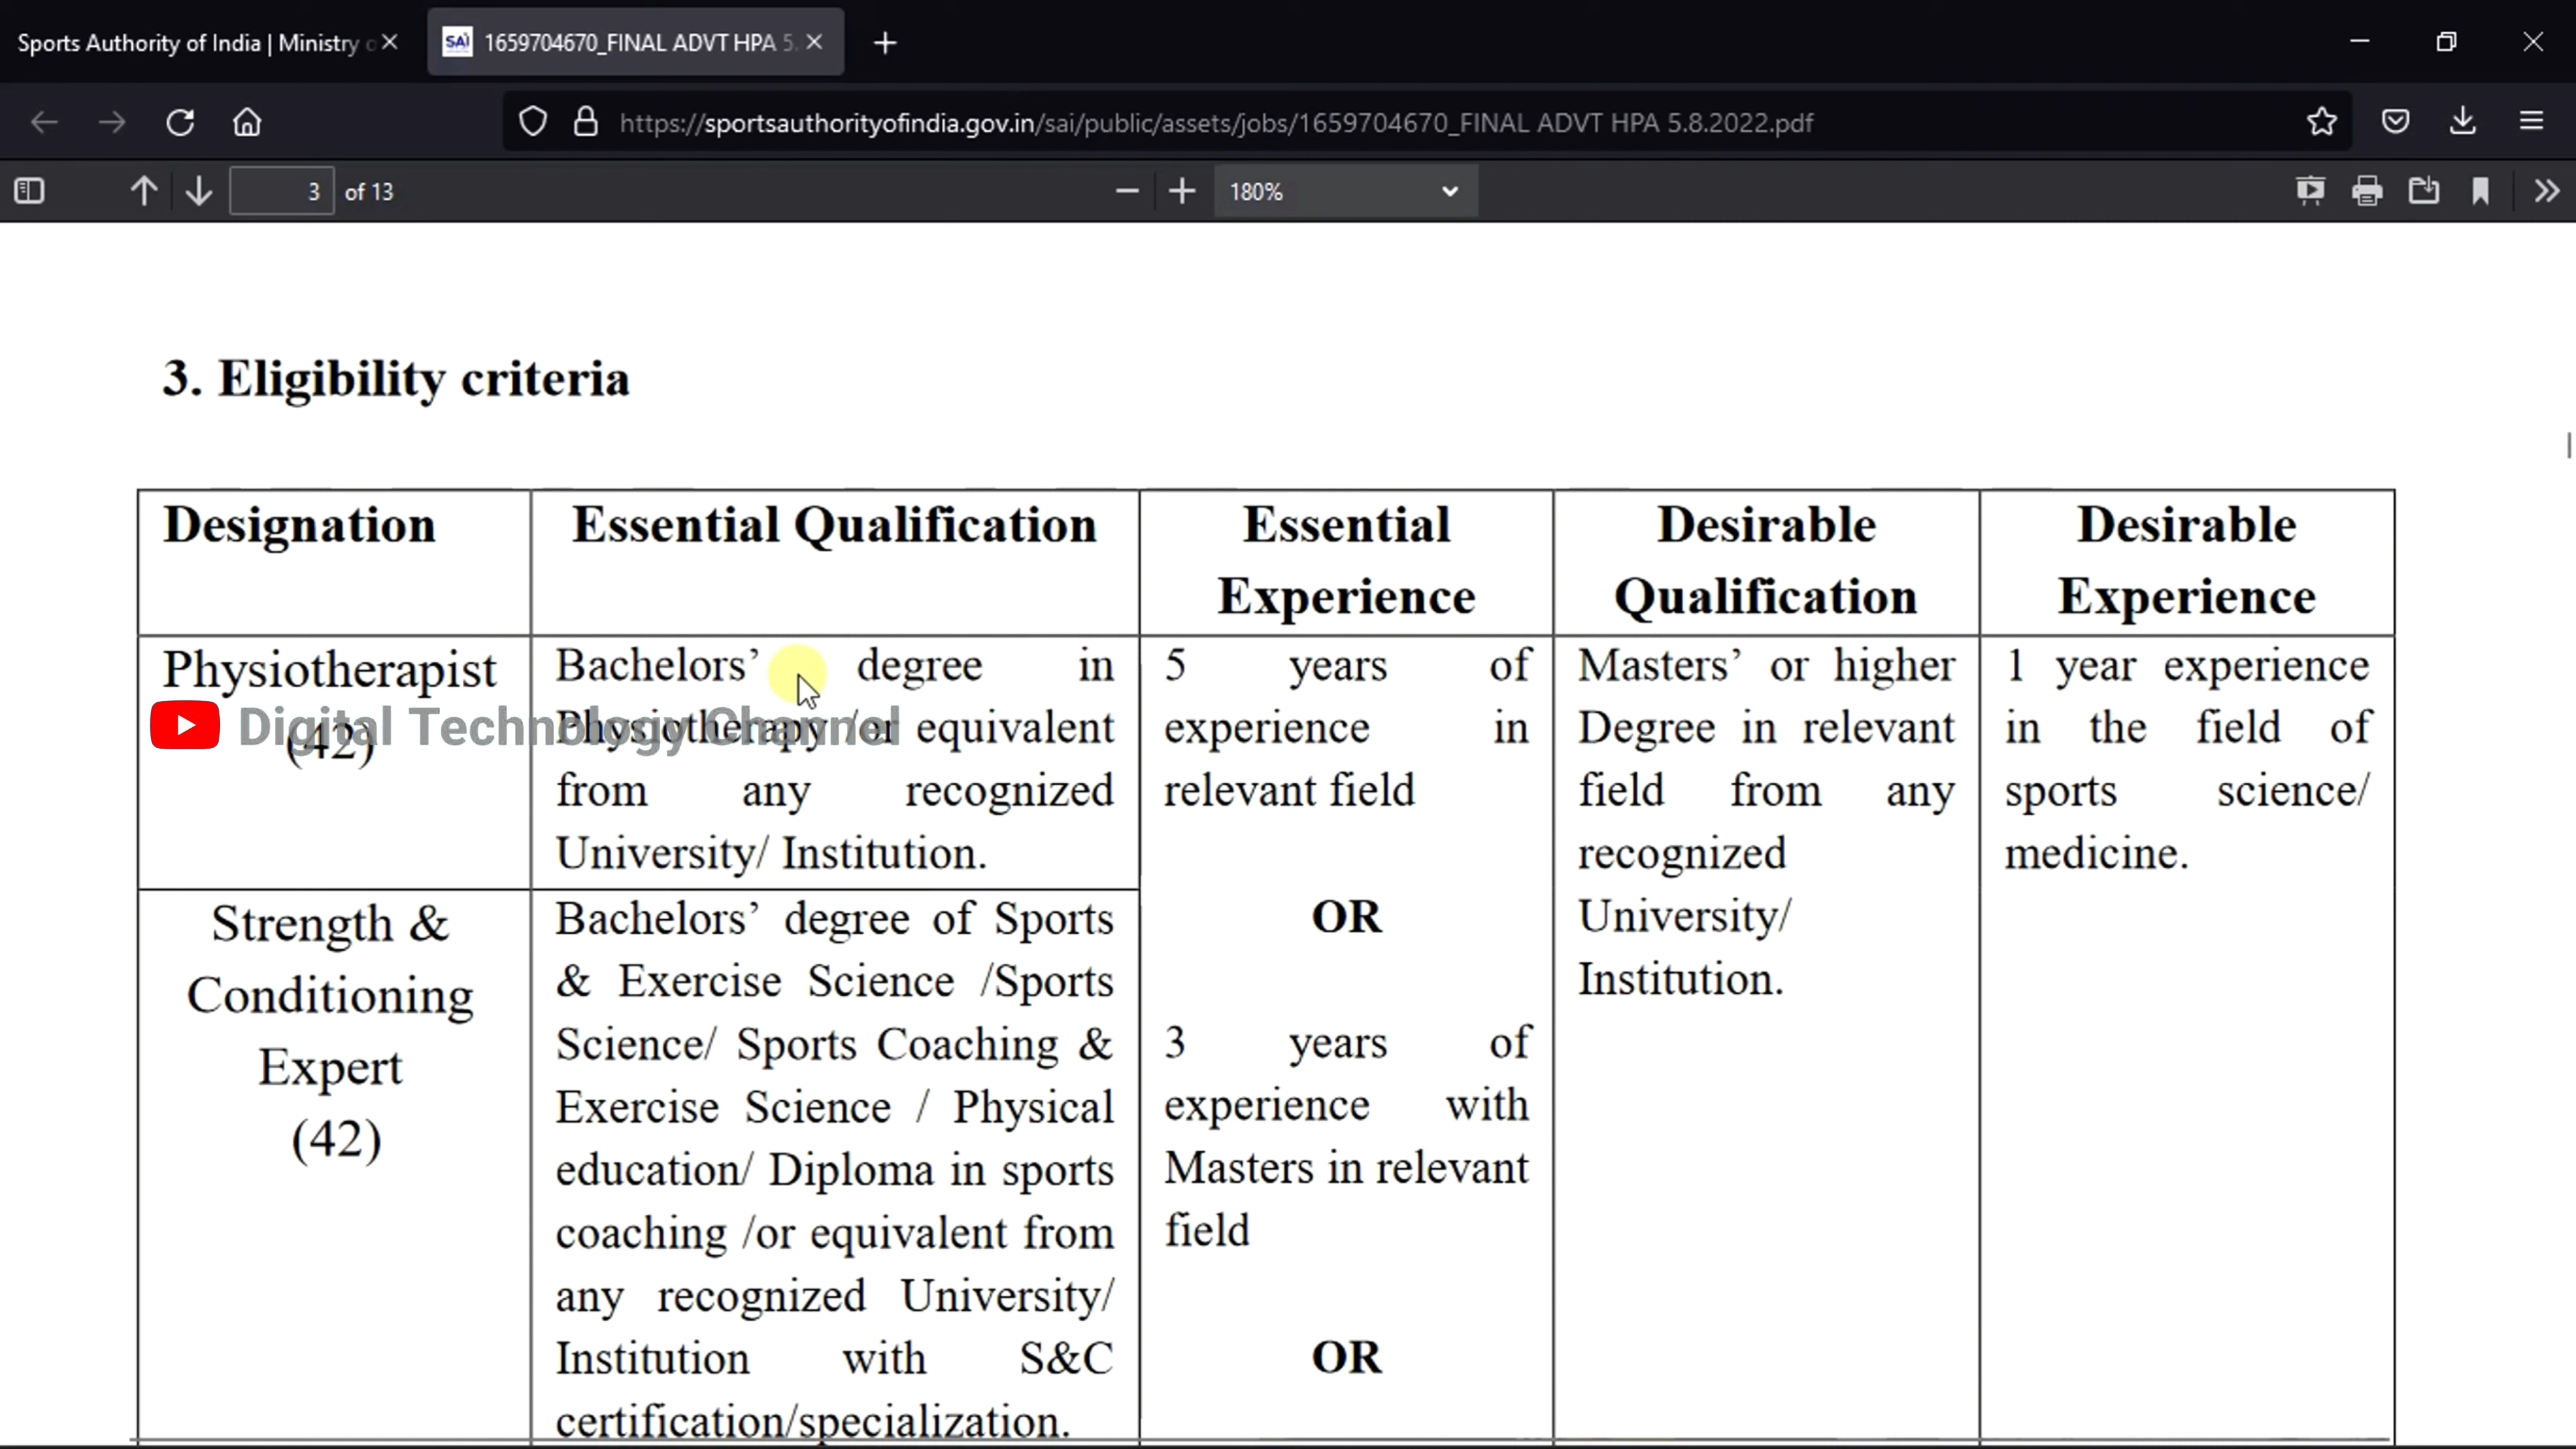 Sports Authority of India | Ministry o
SAI
1659704670_FINAL ADVT HPA 5.
https://sportsauthorityofindia.gov.in/sai/public/assets/jobs/1659704670_FINAL ADVT HPA 5.8.2022.pdf
3 of 13
180%
3. Eligibility criteria
Designation
Essential Qualification
Essential
Experience
Desirable
Qualification
Desirable
Experience
Physiotherapist
(42)
Bachelors’ degree in
Physiotherapy /or equivalent
from any recognized
University/ Institution.
5 years of
experience in
relevant field
OR
3 years of
experience with
Masters in relevant
field
OR
Masters’ or higher
Degree in relevant
field from any
recognized
University/
Institution.
1 year experience
in the field of
sports science/
medicine.
Digital Technology Channel
Strength &
Conditioning
Expert
(42)
Bachelors’ degree of Sports
& Exercise Science /Sports
Science/ Sports Coaching &
Exercise Science / Physical
education/ Diploma in sports
coaching /or equivalent from
any recognized University/
Institution with S&C
certification/specialization.